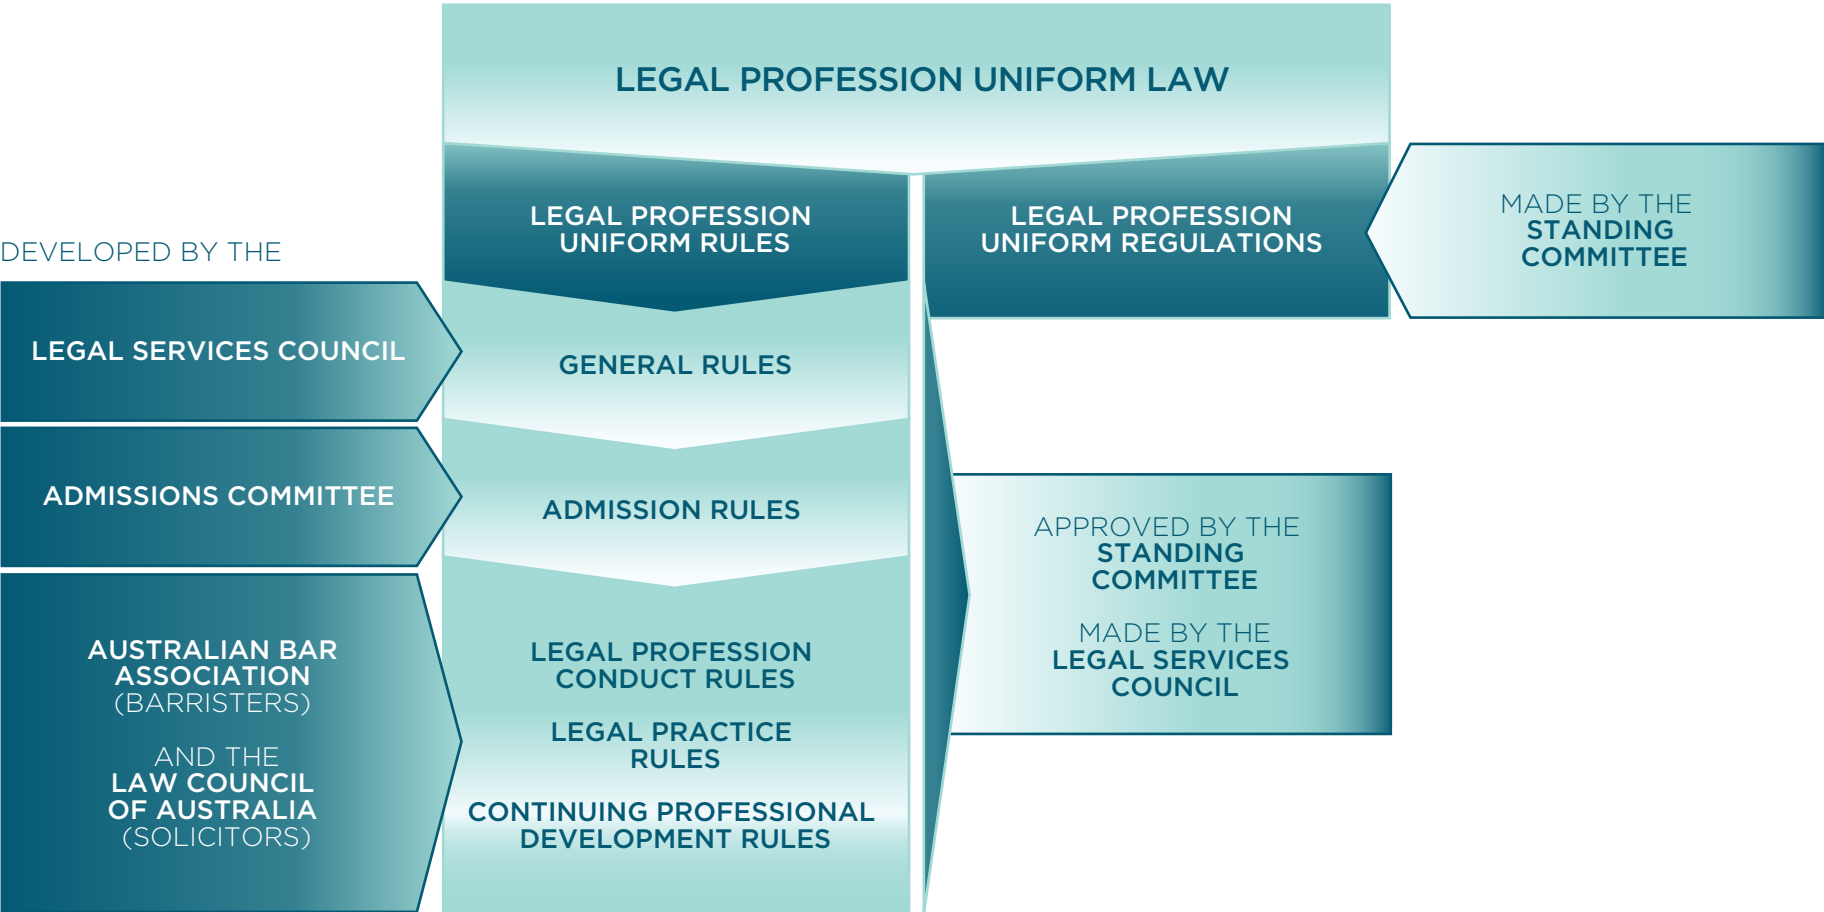 LEGAL PROFESSION UNIFORM LAW
LEGAL PROFESSION
UNIFORM RULES
LEGAL PROFESSION
UNIFORM REGULATIONS
MADE BY THE
STANDING
COMMITTEE
DEVELOPED BY THE
LEGAL SERVICES COUNCIL
GENERAL RULES
ADMISSIONS COMMITTEE
ADMISSION RULES
AUSTRALIAN BAR
ASSOCIATION
(BARRISTERS)
AND THE
LAW COUNCIL
OF AUSTRALIA
(SOLICITORS)
LEGAL PROFESSION
CONDUCT RULES
LEGAL PRACTICE
RULES
CONTINUING PROFESSIONAL
DEVELOPMENT RULES
APPROVED BY THE
STANDING
COMMITTEE
MADE BY THE
LEGAL SERVICES
COUNCIL